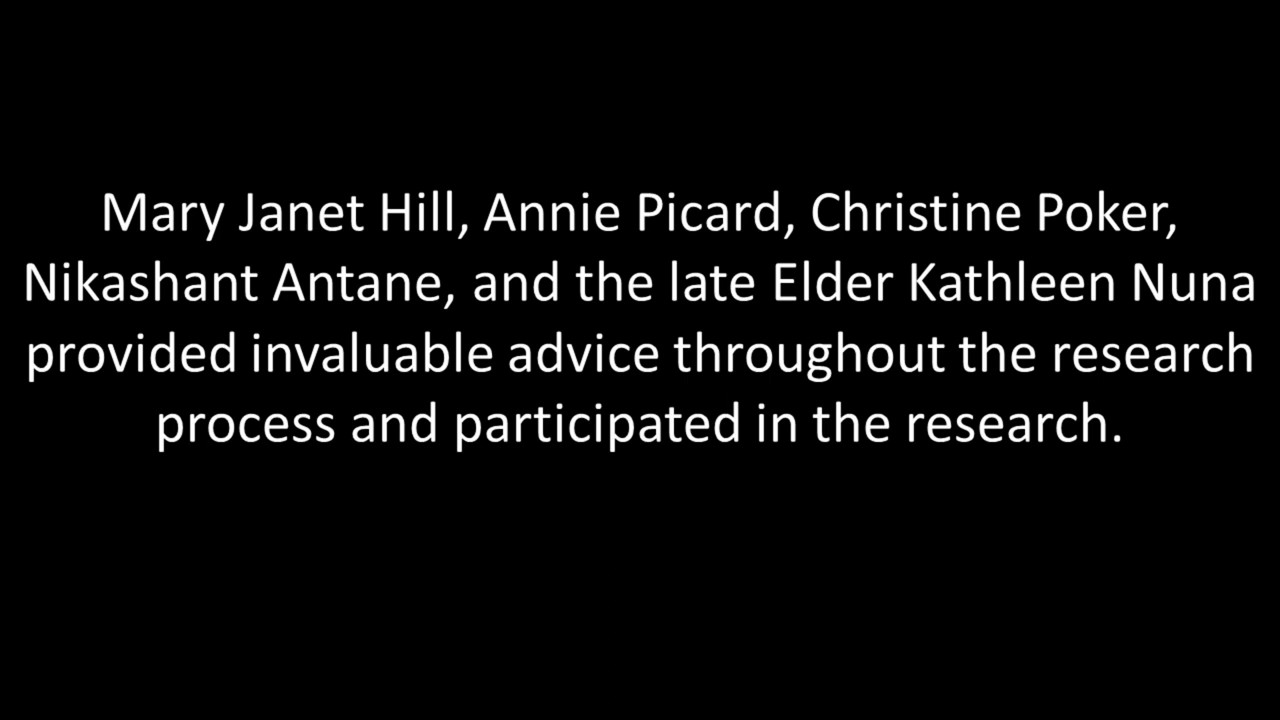 Mary Janet Hill, Annie Picard, Christine Poker,
Nikashant Antane, and the late Elder Kathleen Nuna
provided invaluable advice throughout the research
process and participated in the research.